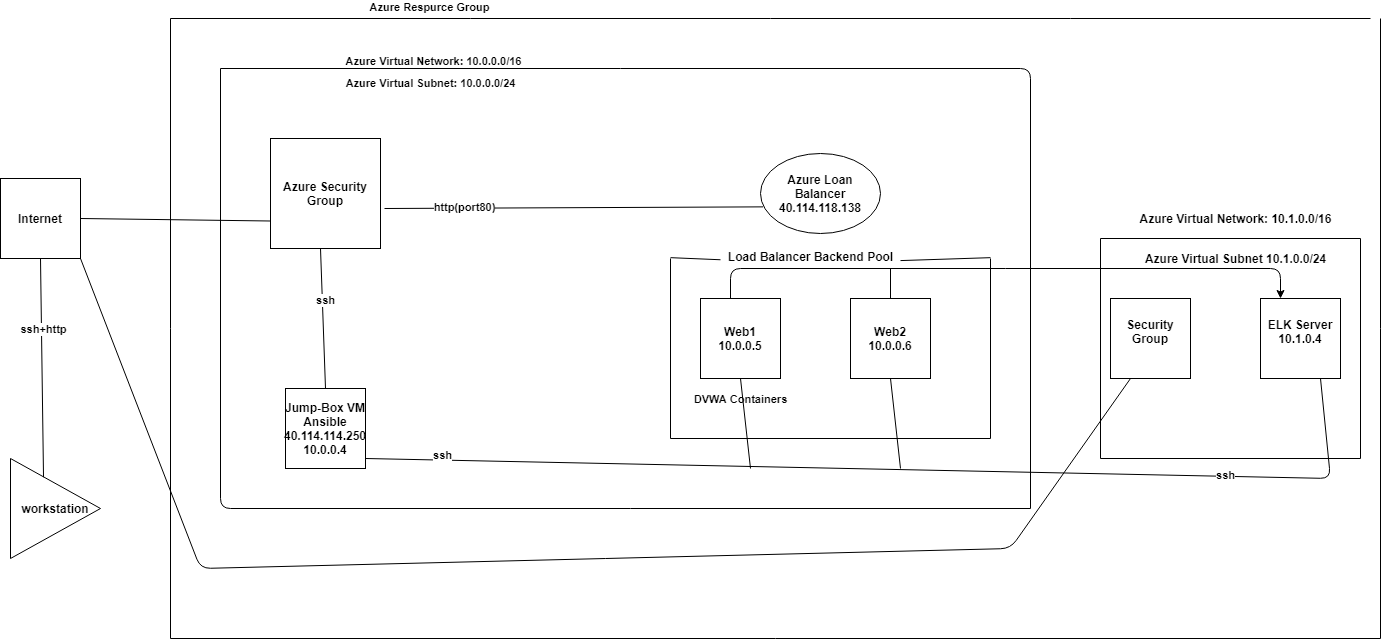 Azure Respurce Group
Azure Virtual Network: 10.0.0.0/16
Azure Virtual Subnet: 10.0.0.0/24
Azure Security
Group
Internet
http(port80)
Azure Loan
Balancer
40.114.118.138
Azure Virtual Network: 10.1.0.0/16
Load Balancer Backend Pool
Azure Virtual Subnet 10.1.0.0/24
ssh
ssh+http
Web1
10.0.0.5
Web2
10.0.0.6
Security
Group
ELK Server
10.1.0.4
DVWA Containers
Jump-Box VM
Ansible
40.114.114.250
10.0.0.4
ssh
ssh
workstation